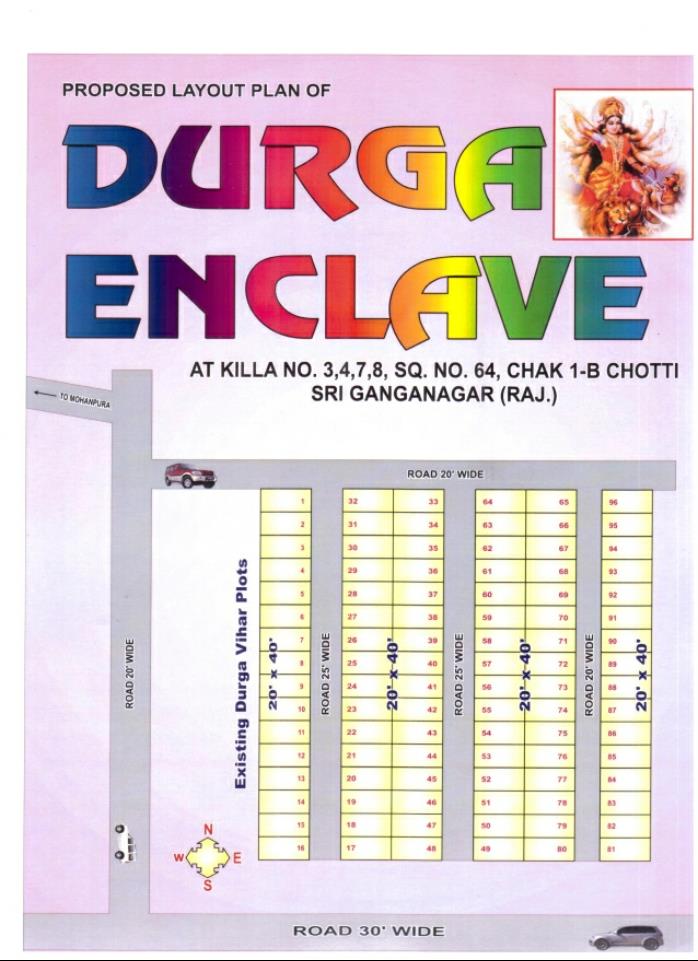 PROPOSED LAYOUT PLAN OF
DURGA
ENCLAVE
AT KILLA NO. 3,4,7,8, SQ. NO. 64, CHAK 1-B CHOTTI
SRI GANGANAGAR (RAJ.)
TO MOHANPURA
ROAD 20' WIDE
1 32 33 64 65 96
2 31 34 63 66 95
3 30 35 62 67 94
4 29 36 61 68 93
5 28 37 60 69 92
6 27 38 59 70 91
7 26 39 58 71 90
8 25 40 57 72 89
9 24 41 56 73 88
10 23 42 55 74 87
11 22 43 54 75 86
12 21 44 53 76 85
13 20 45 52 77 84
14 19 46 51 78 83
15 18 47 50 79 82
16 17 48 49 80 81
ROAD 20' WIDE
Existing Durga Vihar Plots
20' x 40'
ROAD 25' WIDE
20' x 40'
ROAD 25' WIDE
20' x 40'
ROAD 20' WIDE
20' x 40'
N
W E
S
ROAD 30' WIDE